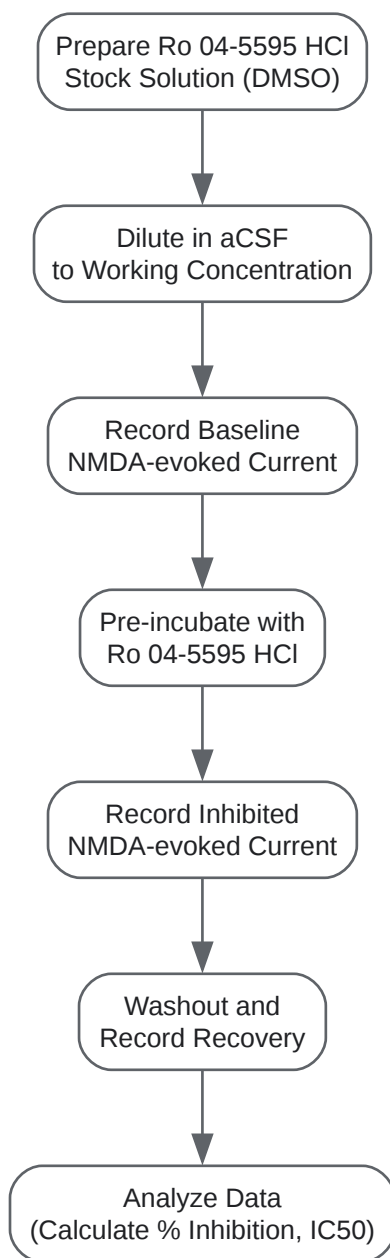 Prepare Ro 04-5595 HCl
Stock Solution (DMSO)
Dilute in aCSF
to Working Concentration
Record Baseline
NMDA-evoked Current
Pre-incubate with
Ro 04-5595 HCl
Record Inhibited
NMDA-evoked Current
Washout and
Record Recovery
Analyze Data
(Calculate % Inhibition, IC50)